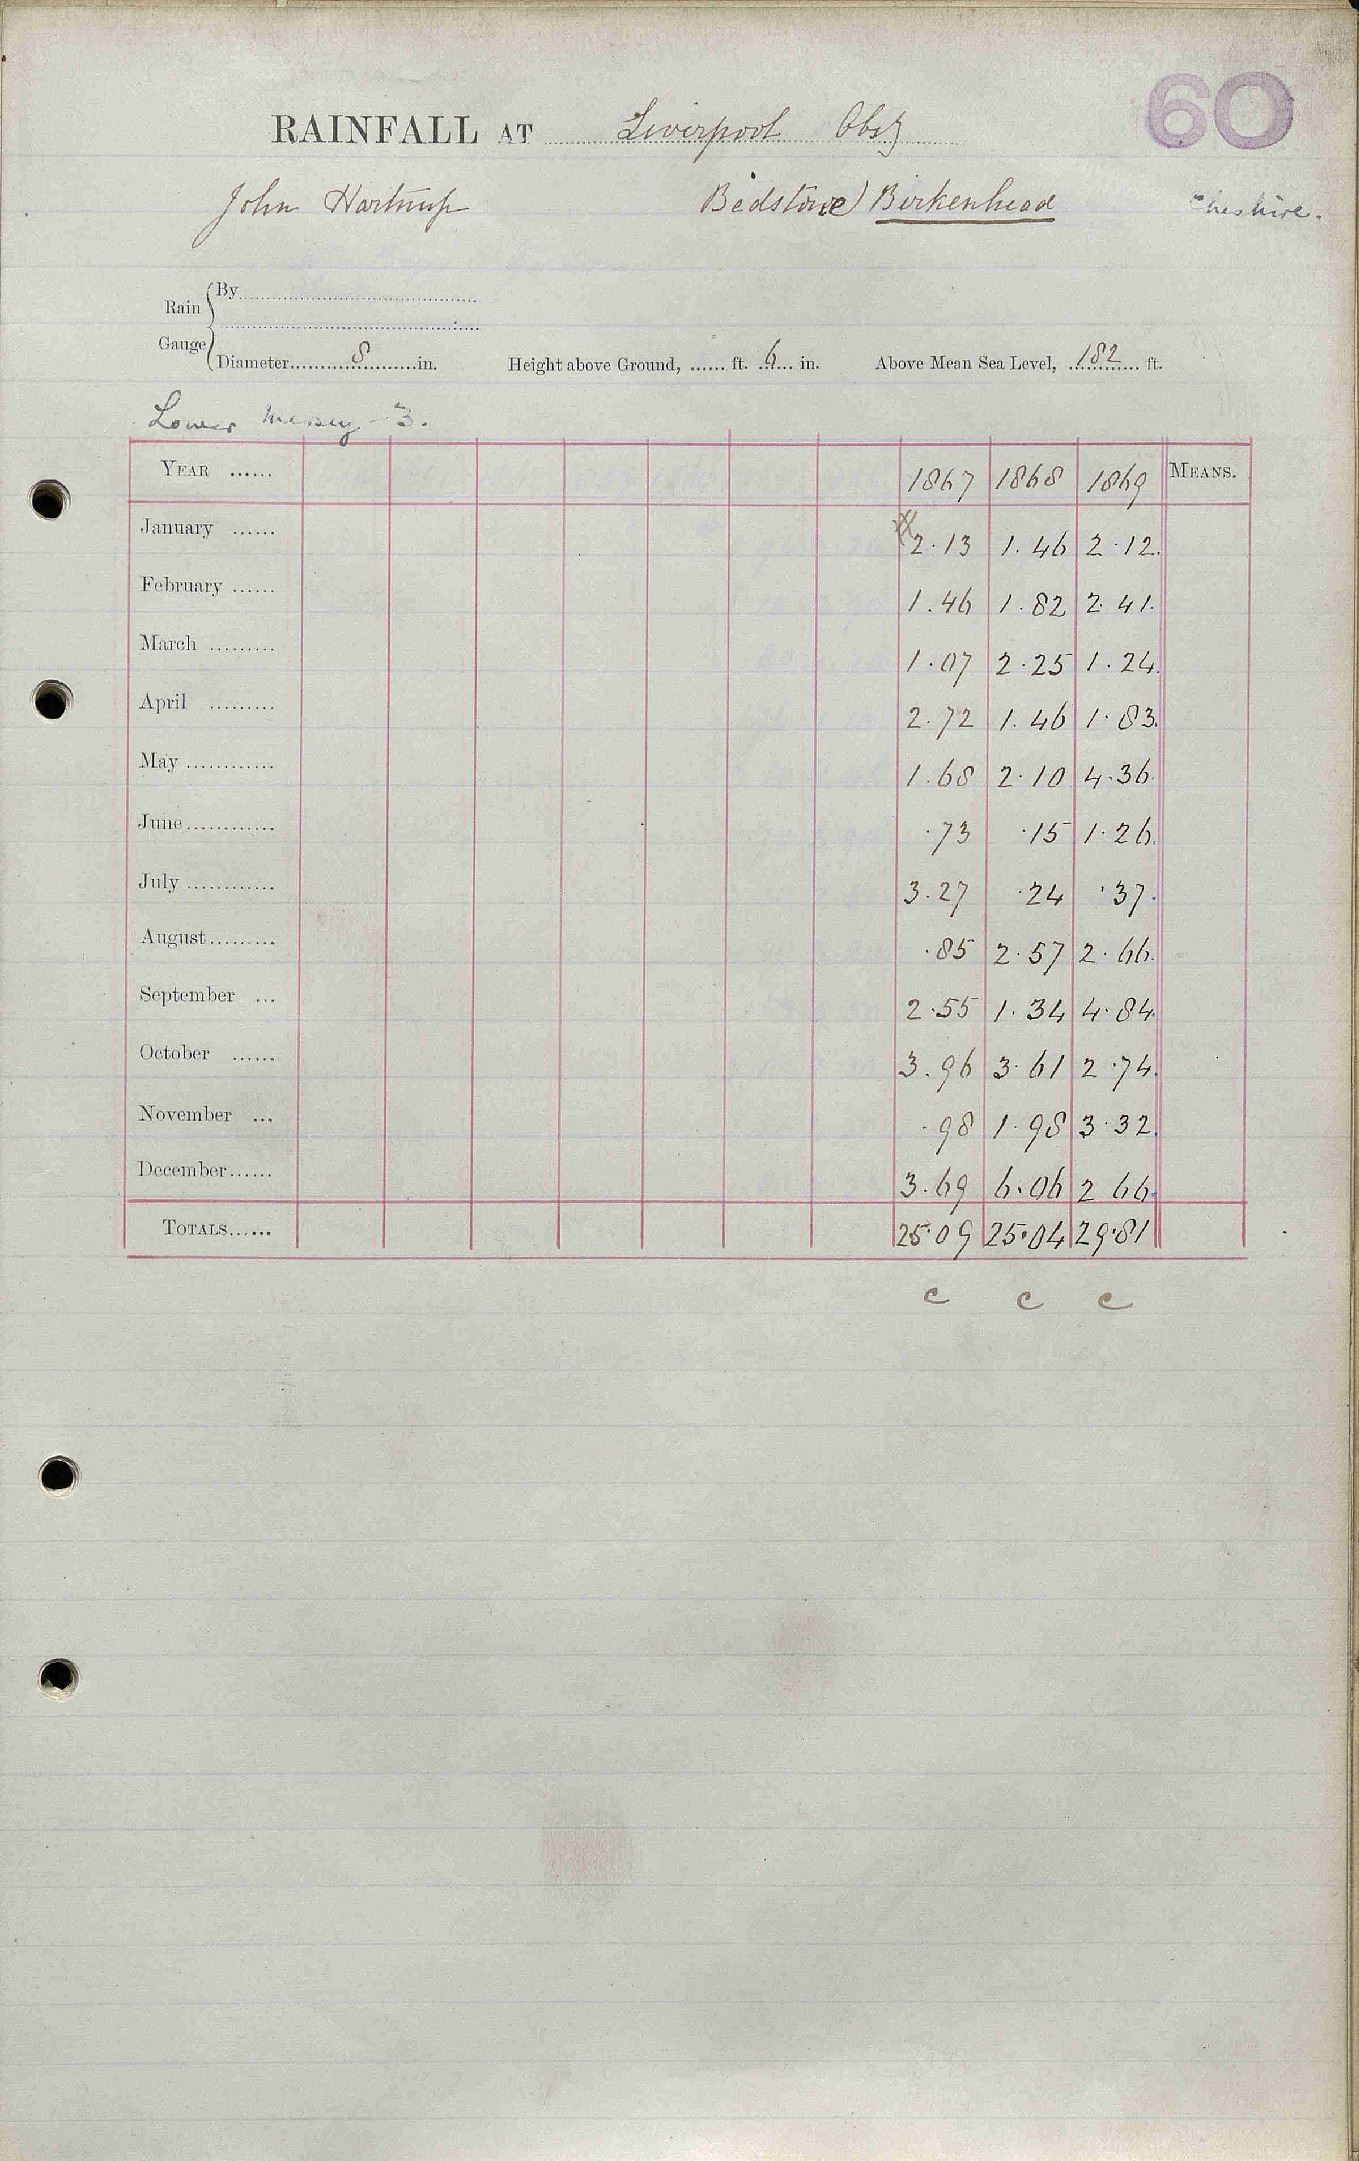 60
RAINFALL AT Liverpool Obsy
John Hartnup Bidstone) Birkenhead Cheshire.
Rain Gauge
By
Diameter 8 in. Height above Ground, ...... ft. 6 in. Above Mean Sea Level, 182 ft.
Lower Mersey - 3.
YEAR ...... 1867 1868 1869 MEANS.
January ...... 2.13 1.46 2.12.
February ...... 1.46 1.82 2.41.
March ......... 1.07 2.25 1.24.
April ......... 2.72 1.46 1.83.
May ............ 1.68 2.10 4.36.
June............ .73 .15 1.26.
July ............ 3.27 .24 .37.
August......... .85 2.57 2.66.
September ... 2.55 1.34 4.84.
October ...... 3.96 3.61 2.74.
November ... .98 1.98 3.32.
December...... 3.69 6.06 2 66.
TOTALS...... 25.09 25.04 29.81
c c c